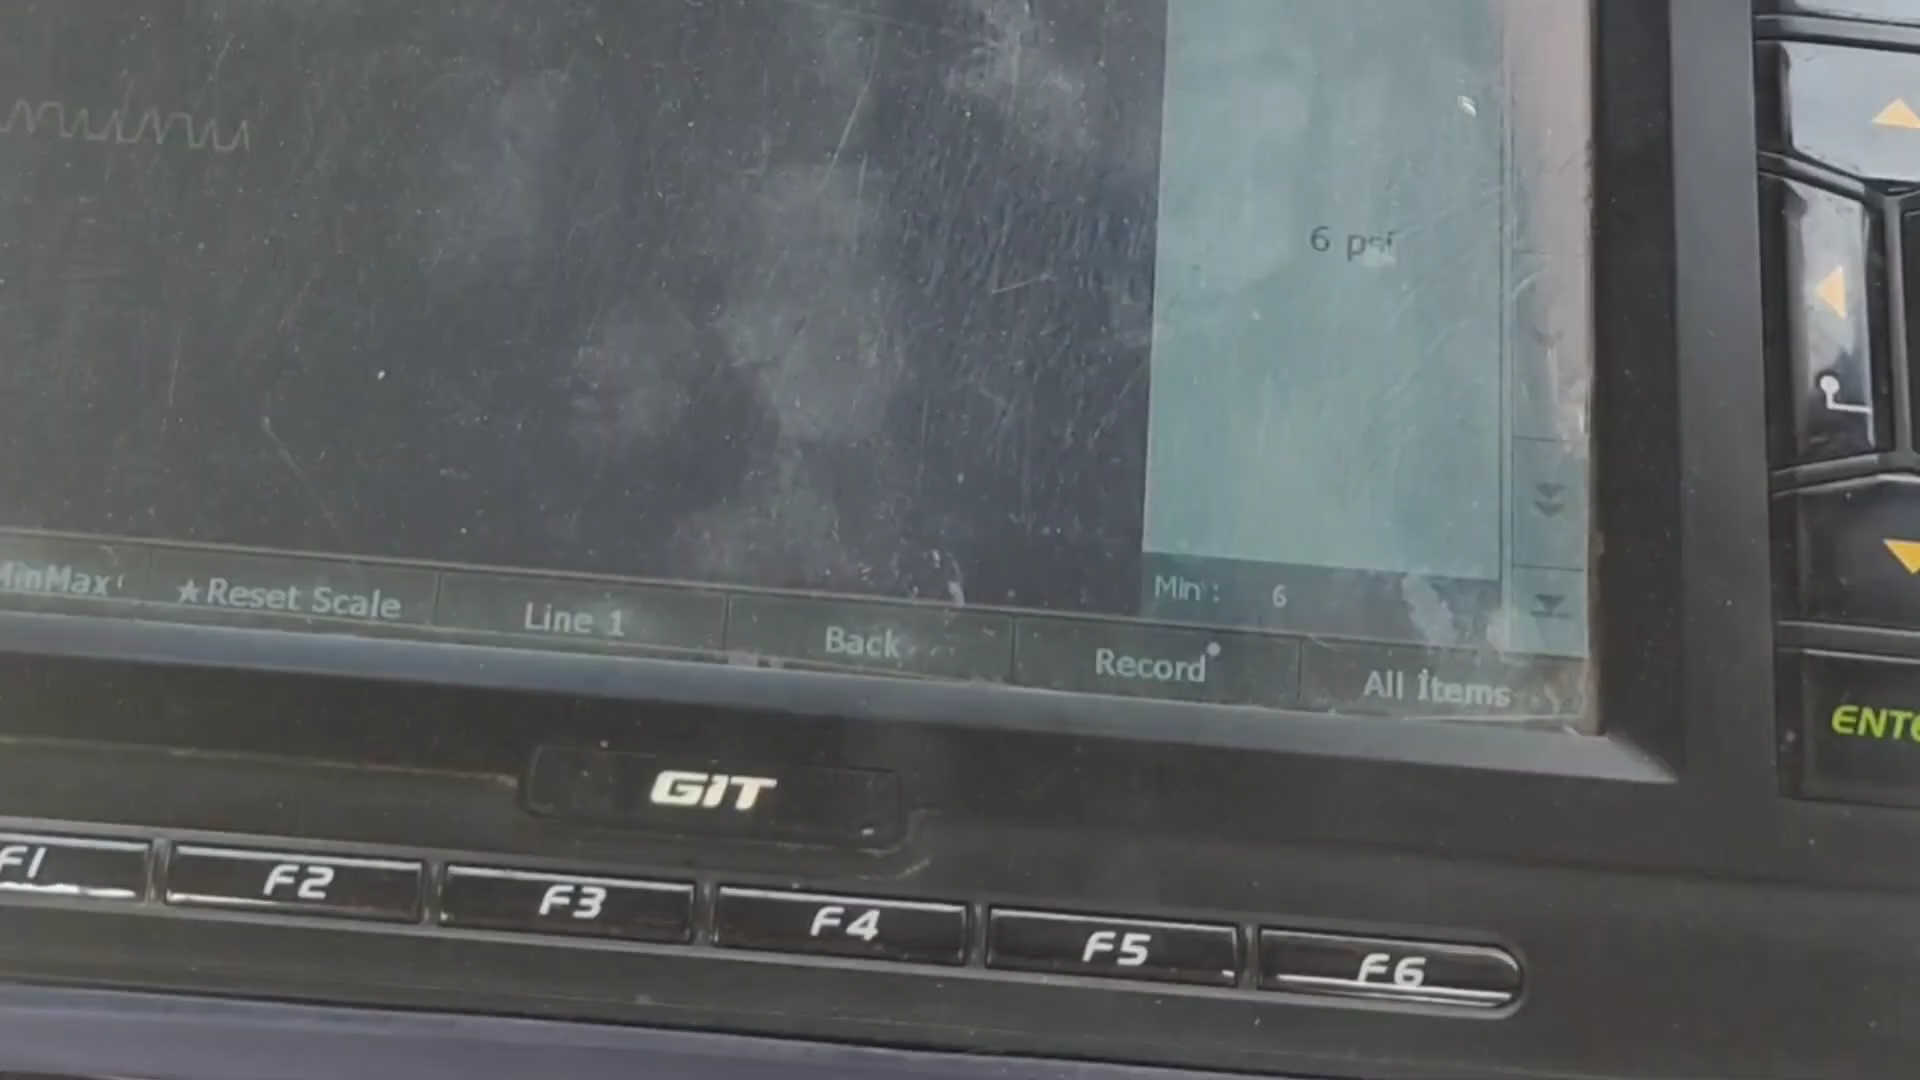 6 psi
Min : 6
MinMax
★Reset Scale
Line 1
Back
Record
All Items
GIT
F1
F2
F3
F4
F5
F6